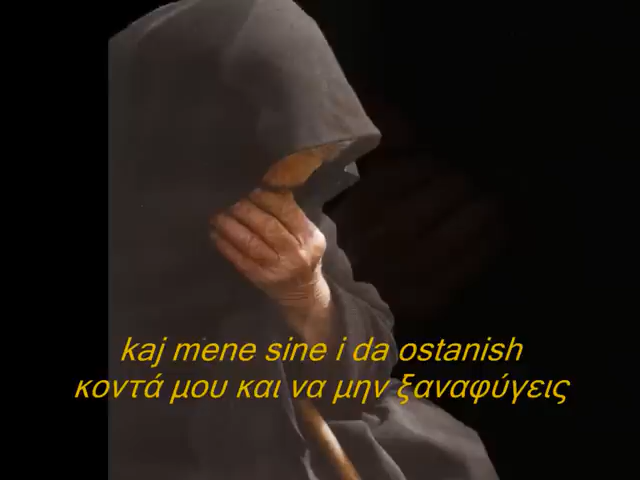 kaj mene sine i da ostanish
κοντά μου και να μην ξαναφύγεις